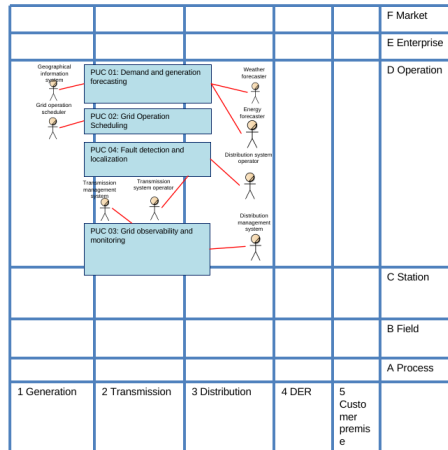 F Market
E Enterprise
D Operation
Geographical
information
system
PUC 01: Demand and generation
forecasting
Weather
forecaster
Grid operation
scheduler
PUC 02: Grid Operation
Scheduling
Energy
forecaster
PUC 04: Fault detection and
localization
Distribution system
operator
Transmission
management
system
Transmission
system operator
Distribution
management
system
PUC 03: Grid observability and
monitoring
C Station
B Field
A Process
1 Generation
2 Transmission
3 Distribution
4 DER
5
Custo
mer
premis
e